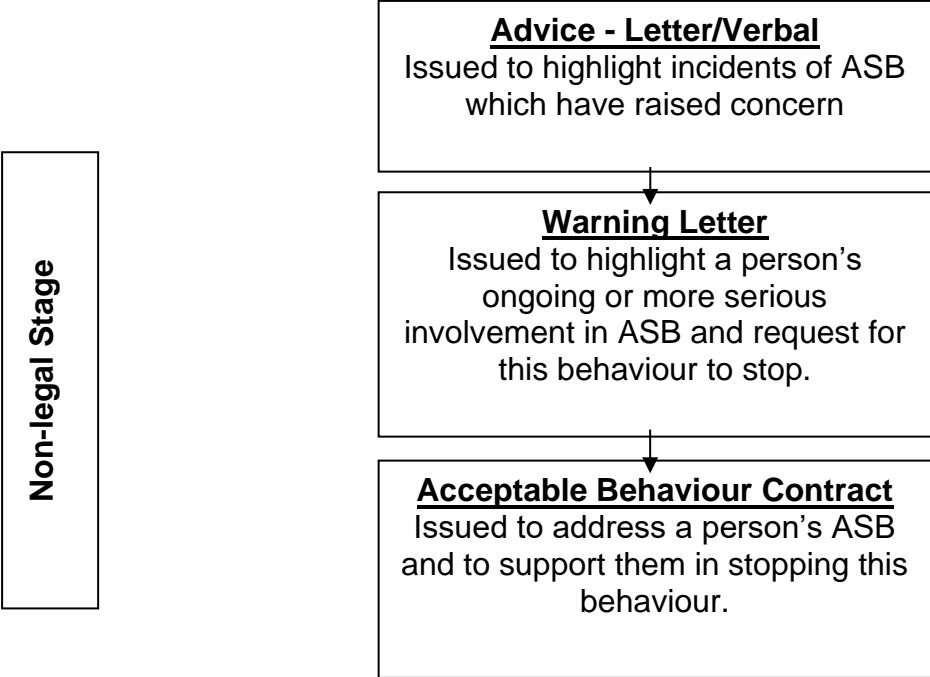 Advice - Letter/Verbal
Issued to highlight incidents of ASB
which have raised concern
Non-legal Stage
Warning Letter
Issued to highlight a person’s
ongoing or more serious
involvement in ASB and request for
this behaviour to stop.
Acceptable Behaviour Contract
Issued to address a person’s ASB
and to support them in stopping this
behaviour.